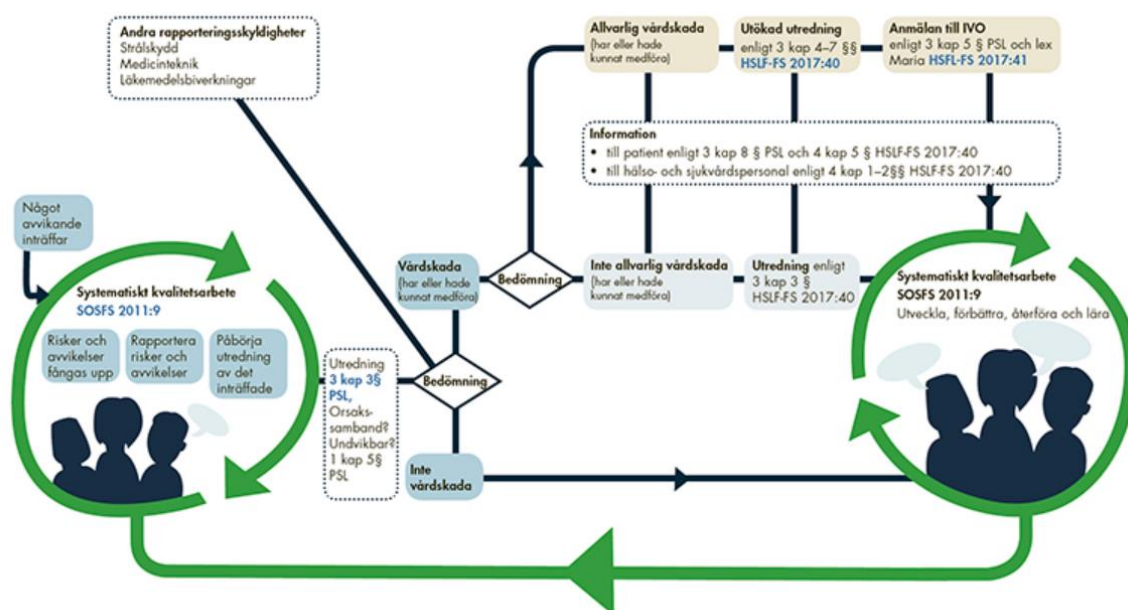 Andra rapporteringsskyldigheter
Strålskydd
Medicinteknik
Läkemedelsbiverkningar
Allvarlig vårdskada
(har eller hade
kunnat medföra)
Utökad utredning
enligt 3 kap 4–7 §§
HSLF-FS 2017:40
Anmälan till IVO
enligt 3 kap 5 § PSL och lex
Maria HSFL-FS 2017:41
Information
• till patient enligt 3 kap 8 § PSL och 4 kap 5 § HSLF-FS 2017:40
• till hälso- och sjukvårdspersonal enligt 4 kap 1–2§§ HSLF-FS 2017:40
Något
avvikande
inträffar
Systematiskt kvalitetsarbete
SOSFS 2011:9
Risker och
avvikelser
fångas upp
Rapportera
risker och
avvikelser
Påbörja
utredning
av det
inträffade
Utredning
3 kap 3§
PSL,
Orsaks-
samband?
Undvikbar?
1 kap 5§
PSL
Bedömning
Vårdskada
(har eller hade
kunnat medföra)
Bedömning
Inte allvarlig vårdskada
(har eller hade
kunnat medföra)
Utredning enligt
3 kap 3 §
HSLF-FS 2017:40
Inte
vårdskada
Systematiskt kvalitetsarbete
SOSFS 2011:9
Utveckla, förbättra, återföra och lära